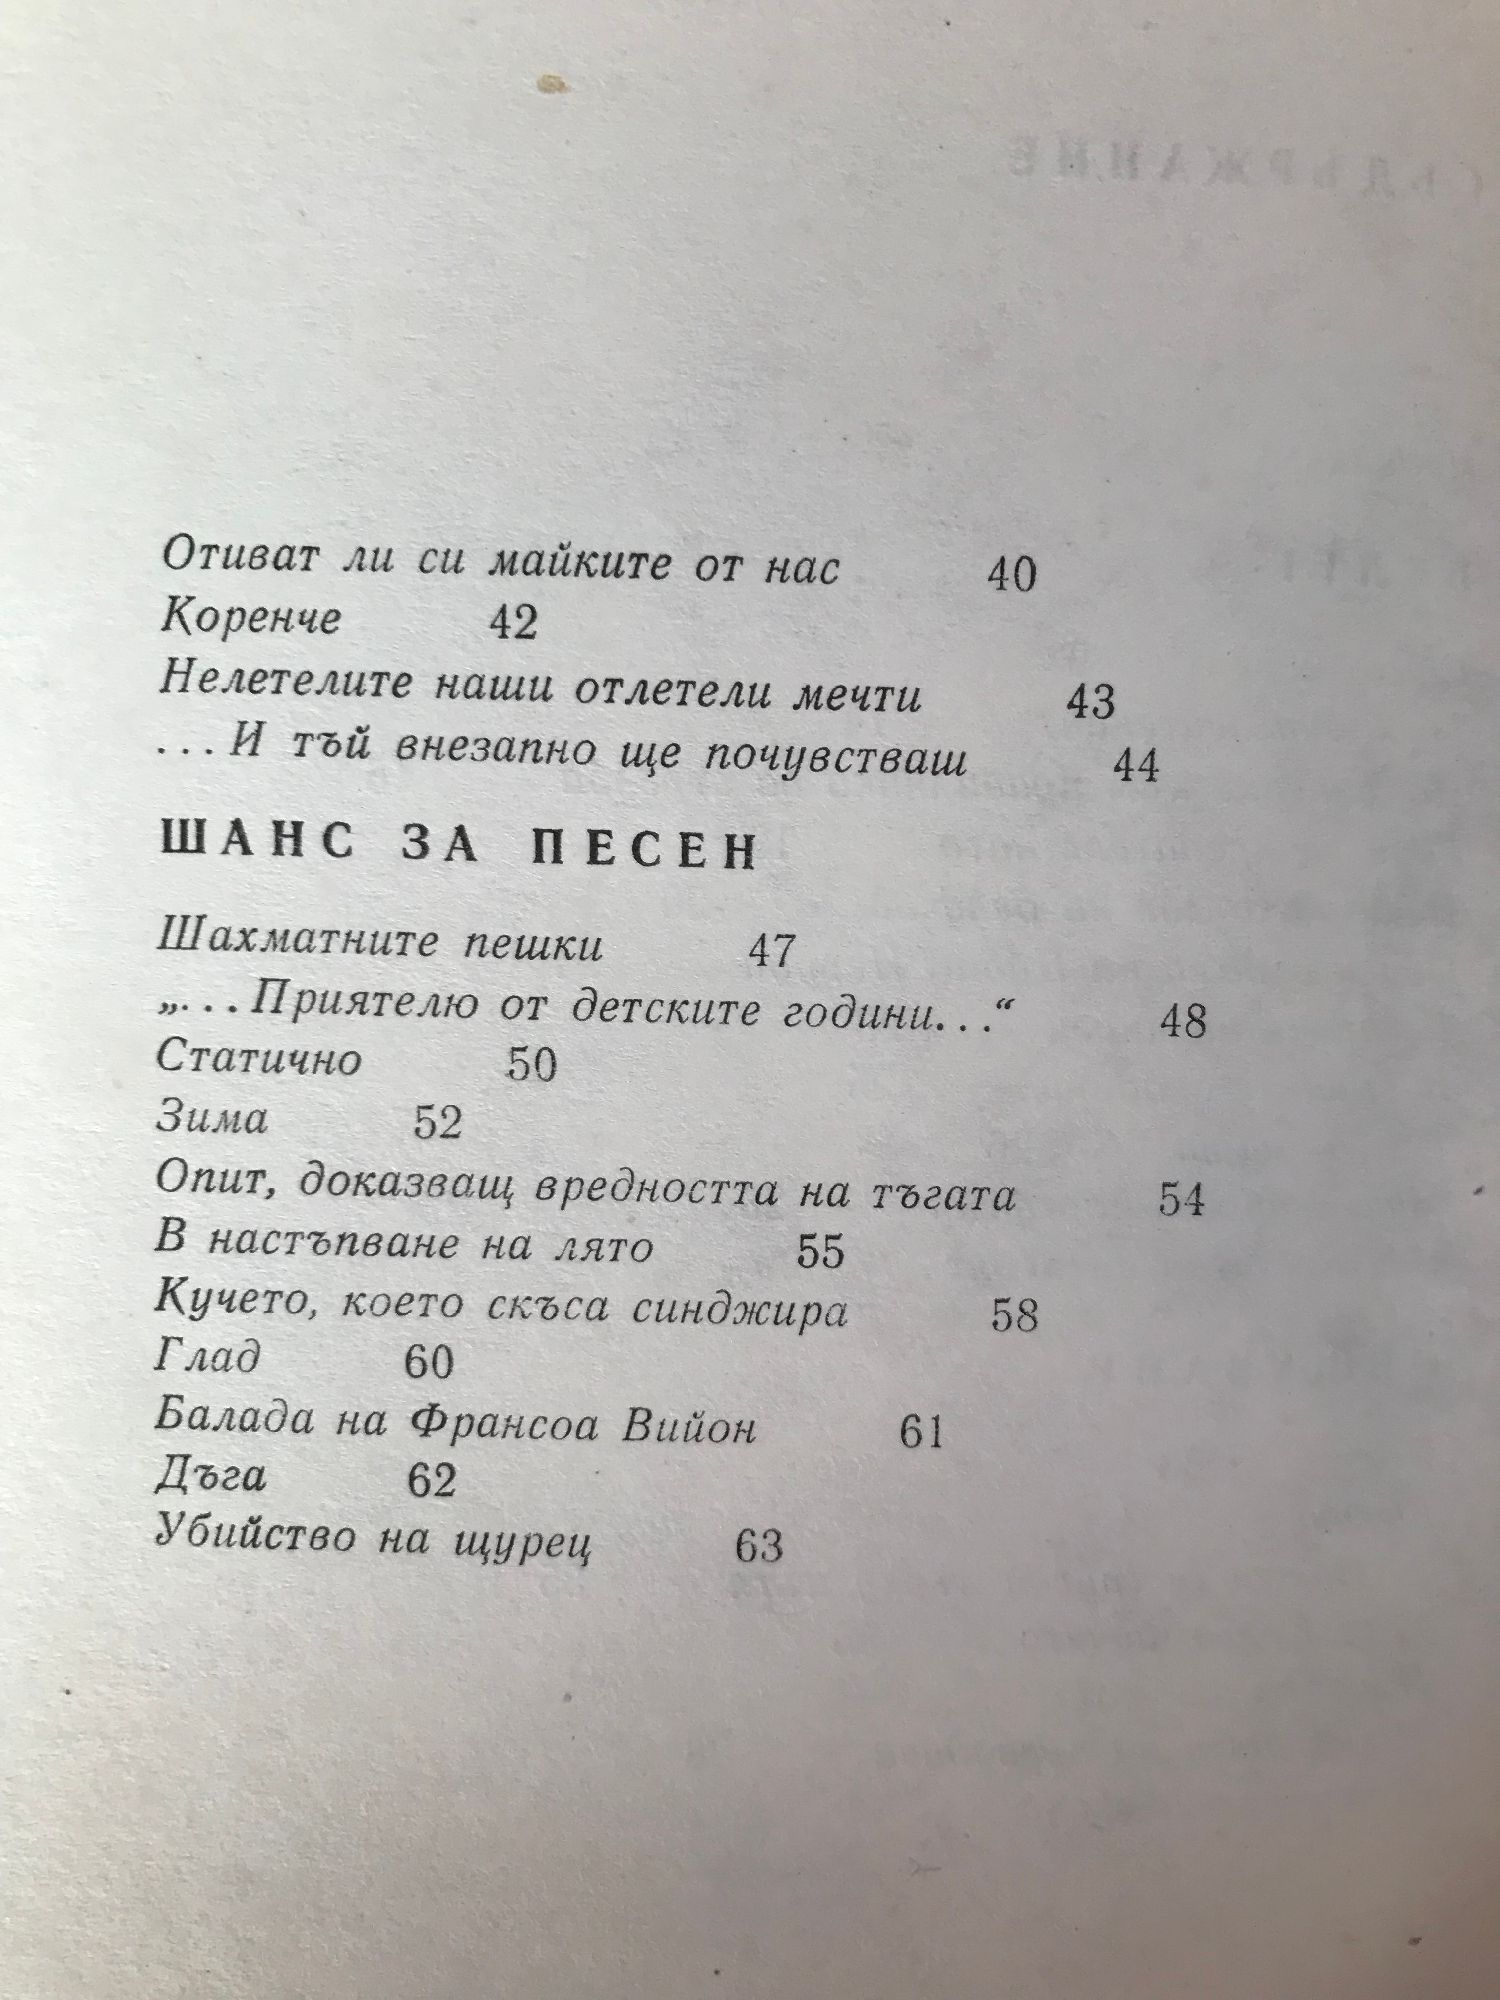 Отиват ли си майките от нас 40
Коренче 42
Нелетелите наши отлетели мечти 43
...И тъй внезапно ще почувстваш 44
ШАНС ЗА ПЕСЕН
Шахматните пешки 47
„...Приятелю от детските години...“ 48
Статично 50
Зима 52
Опит, доказващ вредността на тъгата 54
В настъпване на лято 55
Кучето, което скъса синджира 58
Глад 60
Балада на Франсоа Вийон 61
Дъга 62
Убийство на щурец 63